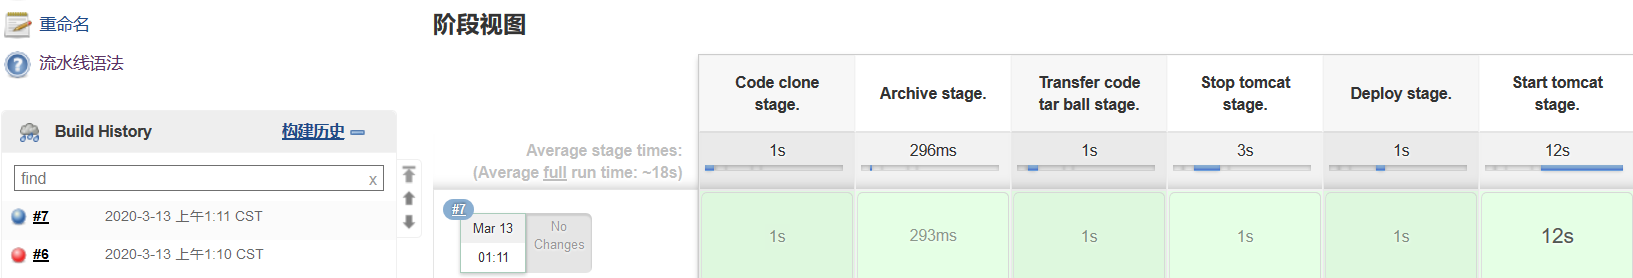 重命名
流水线语法
Build History
构建历史
find
x
#7
2020-3-13 上午1:11 CST
#6
2020-3-13 上午1:10 CST
阶段视图
Code clone
stage.
Archive stage.
Transfer code
tar ball stage.
Stop tomcat
stage.
Deploy stage.
Start tomcat
stage.
Average stage times:
(Average full run time: ~18s)
1s
296ms
1s
3s
1s
12s
#7
Mar 13
01:11
No
Changes
1s
293ms
1s
1s
1s
12s